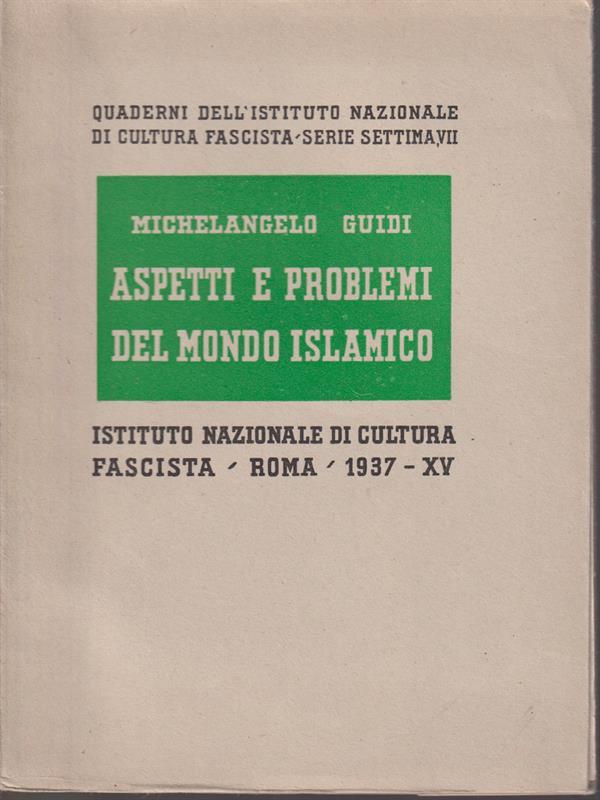 QUADERNI DELL'ISTITUTO NAZIONALE
DI CULTURA FASCISTA-SERIE SETTIMA,VII
MICHELANGELO GUIDI
ASPETTI E PROBLEMI
DEL MONDO ISLAMICO
ISTITUTO NAZIONALE DI CULTURA
FASCISTA - ROMA - 1937 - XV